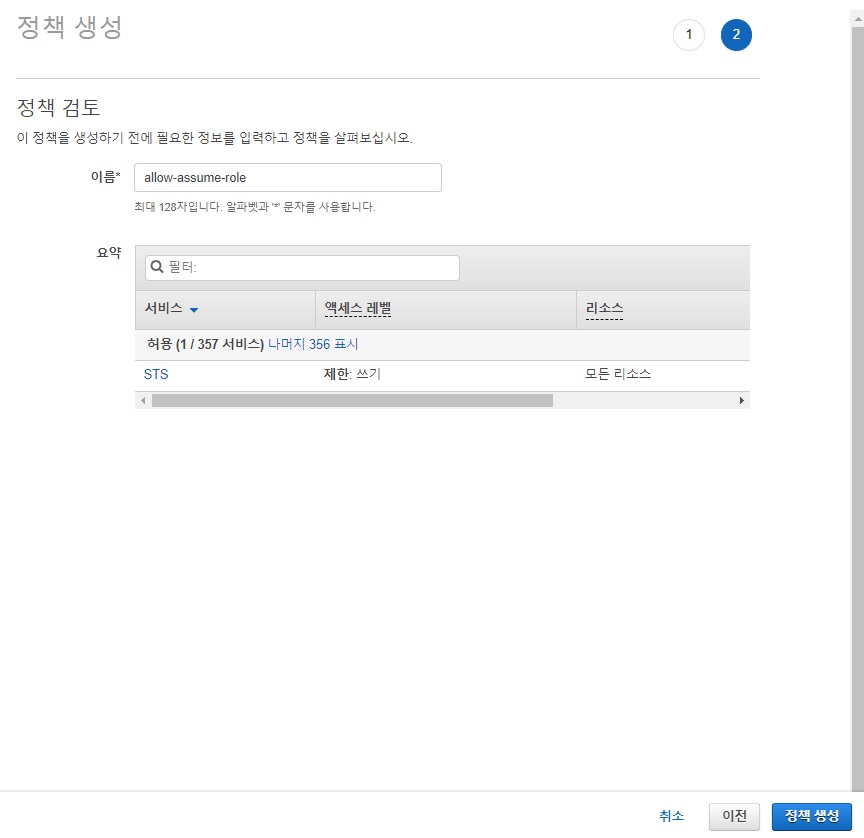 정책 생성
1
2
정책 검토
이 정책을 생성하기 전에 필요한 정보를 입력하고 정책을 살펴보십시오.
이름*
allow-assume-role
최대 128자입니다. 알파벳과 '*' 문자를 사용합니다.
요약
필터:
서비스 액세스 레벨 리소스
허용 (1 / 357 서비스) 나머지 356 표시
STS 제한: 쓰기 모든 리소스
취소 이전 정책 생성